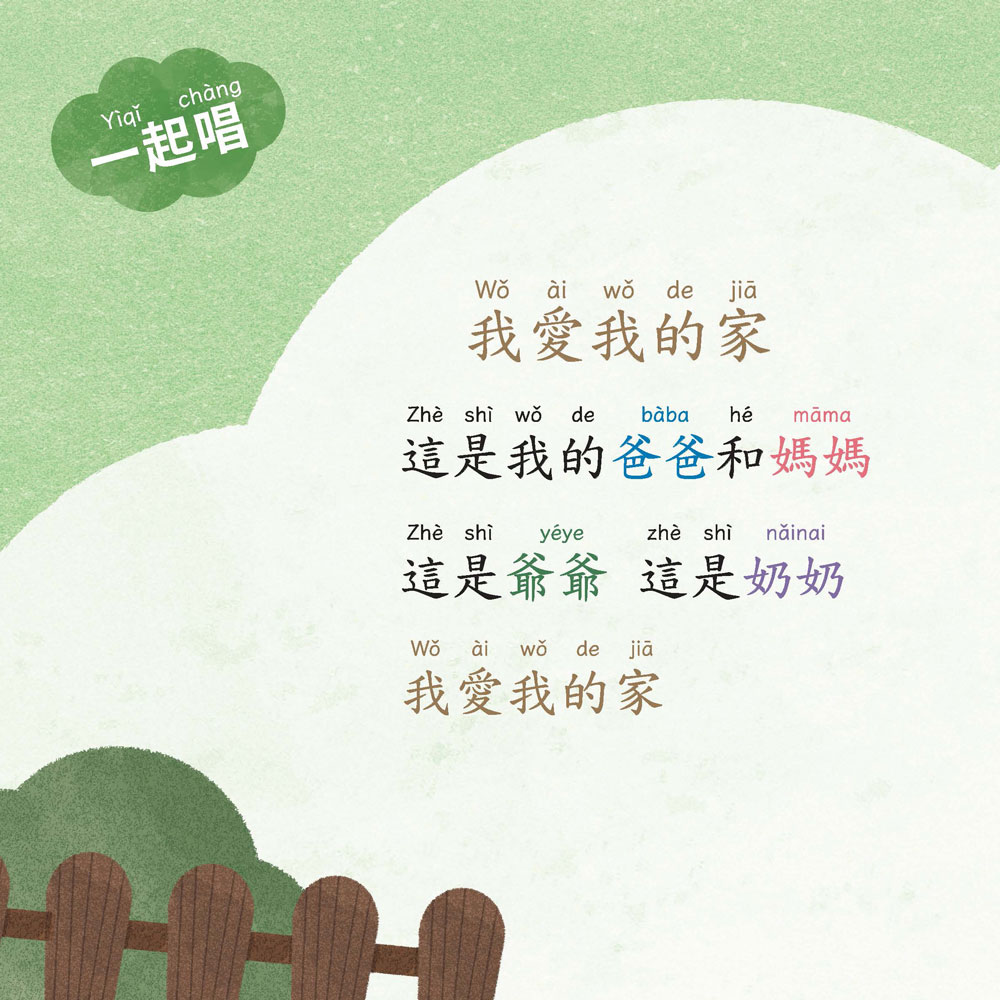 Yìqǐ chàng
一起唱
Wǒ ài wǒ de jiā
我愛我的家
Zhè shì wǒ de bàba hé māma
這是我的爸爸和媽媽
Zhè shì yéye zhè shì nǎinai
這是爺爺 這是奶奶
Wǒ ài wǒ de jiā
我愛我的家